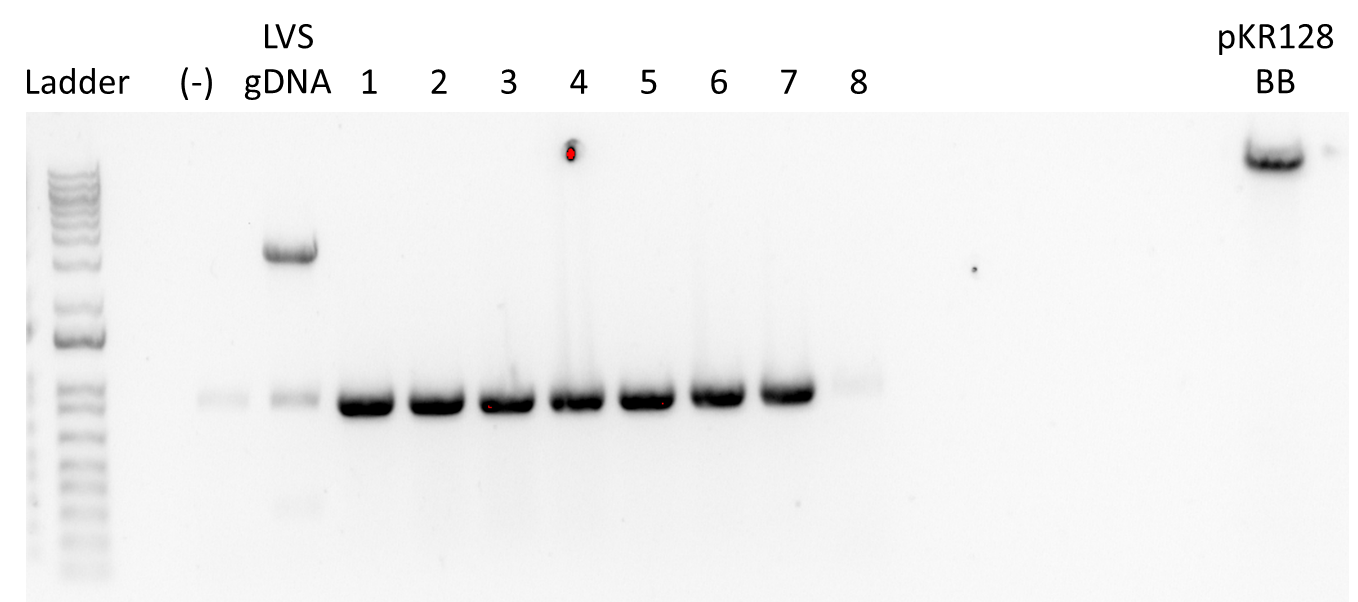 LVS pKR128
Ladder (-) gDNA 1 2 3 4 5 6 7 8 BB